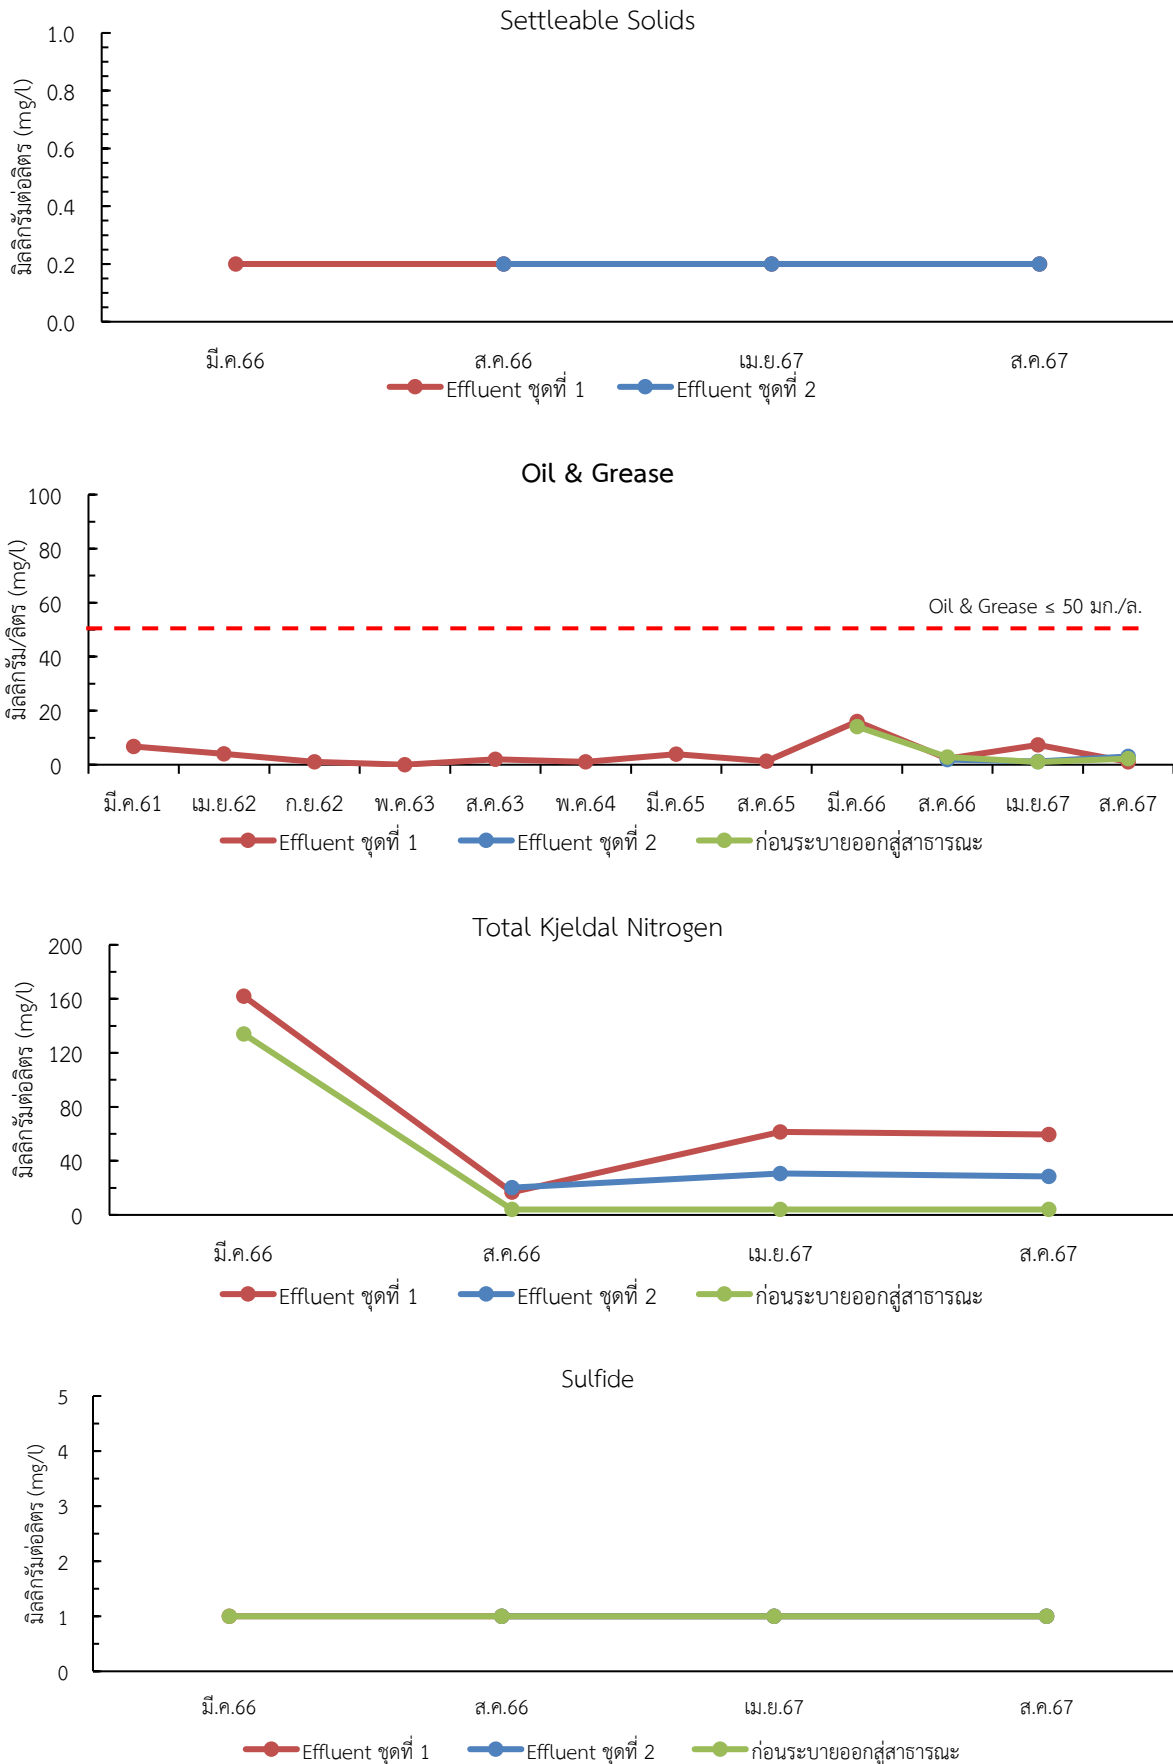 Settleable Solids
มิลลิกรัมต่อลิตร (mg/l)
1.0
0.8
0.6
0.4
0.2
0.0
มี.ค.66 ส.ค.66 เม.ย.67 ส.ค.67
Effluent ชุดที่ 1 Effluent ชุดที่ 2
Oil & Grease
มิลลิกรัม/ลิตร (mg/l)
100
80
60
40
20
0
Oil & Grease ≤ 50 มก./ล.
มี.ค.61 เม.ย.62 ก.ย.62 พ.ค.63 ส.ค.63 พ.ค.64 มี.ค.65 ส.ค.65 มี.ค.66 ส.ค.66 เม.ย.67 ส.ค.67
Effluent ชุดที่ 1 Effluent ชุดที่ 2 ก่อนระบายออกสู่สาธารณะ
Total Kjeldal Nitrogen
มิลลิกรัมต่อลิตร (mg/l)
200
160
120
80
40
0
มี.ค.66 ส.ค.66 เม.ย.67 ส.ค.67
Effluent ชุดที่ 1 Effluent ชุดที่ 2 ก่อนระบายออกสู่สาธารณะ
Sulfide
มิลลิกรัมต่อลิตร (mg/l)
5
4
3
2
1
0
มี.ค.66 ส.ค.66 เม.ย.67 ส.ค.67
Effluent ชุดที่ 1 Effluent ชุดที่ 2 ก่อนระบายออกสู่สาธารณะ